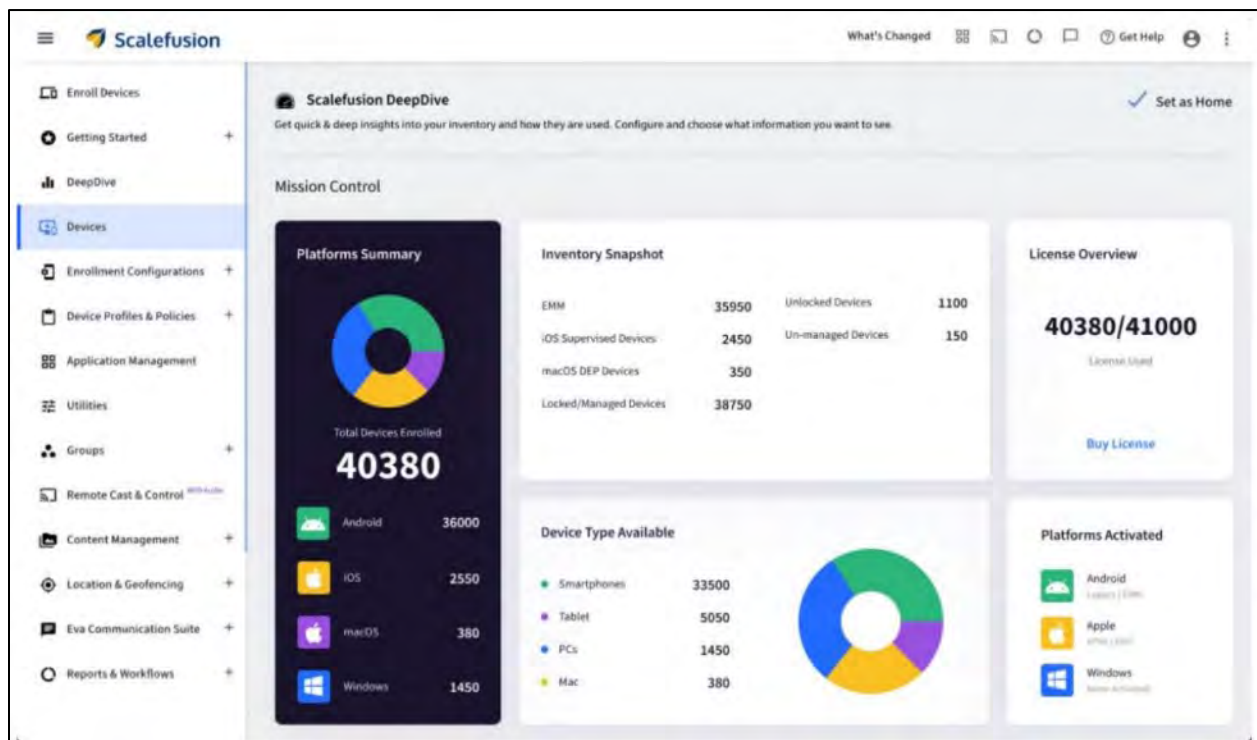 Scalefusion
What's Changed
Get Help
Enroll Devices
Getting Started +
DeepDive
Devices
Enrollment Configurations +
Device Profiles & Policies +
Application Management
Utilities
Groups +
Remote Cast & Control
Content Management +
Location & Geofencing +
Eva Communication Suite +
Reports & Workflows +
Scalefusion DeepDive
Set as Home
Get quick & deep insights into your inventory and how they are used. Configure and choose what information you want to see.
Mission Control
Platforms Summary
Total Devices Enrolled
40380
Android 36000
iOS 2550
macOS 380
Windows 1450
Inventory Snapshot
EMM 35950
iOS Supervised Devices 2450
macOS DEP Devices 350
Locked/Managed Devices 38750
Unlocked Devices 1100
Un-managed Devices 150
License Overview
40380/41000
License Used
Buy License
Device Type Available
Smartphones 33500
Tablet 5050
PCs 1450
Mac 380
Platforms Activated
Android
Apple
Windows